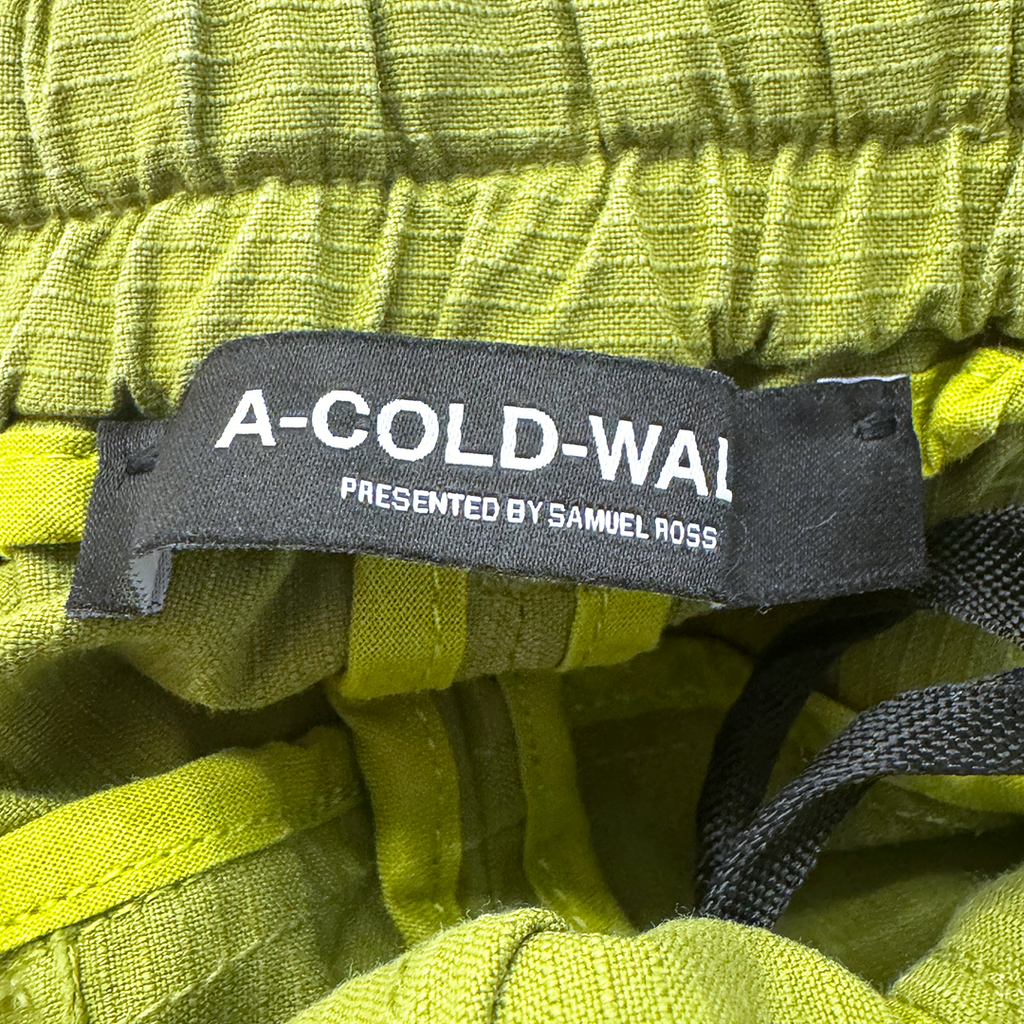 A-COLD-WAL
PRESENTED BY SAMUEL ROSS